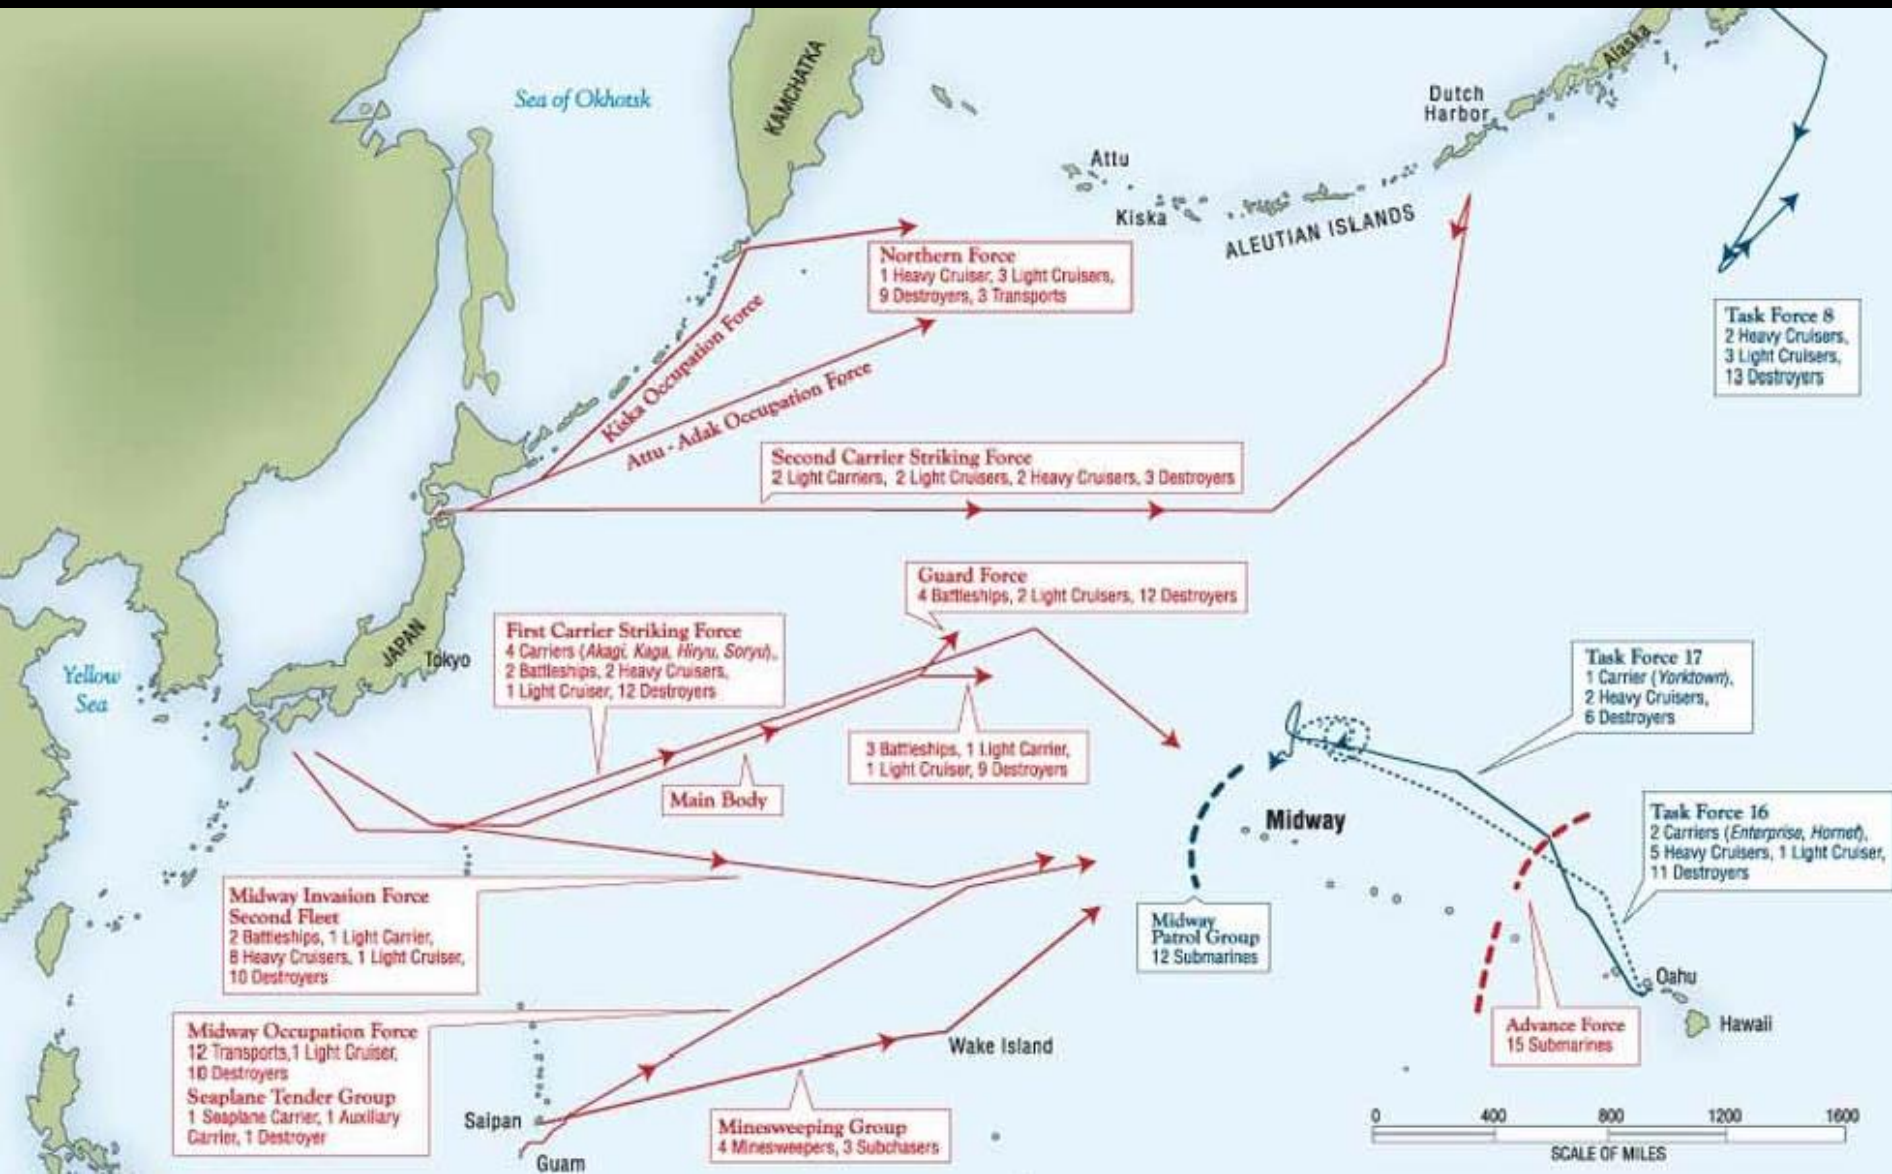 Sea of Okhotsk
KAMCHATKA
Alaska
Dutch
Harbor
Attu
Kiska
ALEUTIAN ISLANDS
Northern Force
1 Heavy Cruiser, 3 Light Cruisers,
9 Destroyers, 3 Transports
Kiska Occupation Force
Attu - Adak Occupation Force
Task Force 8
2 Heavy Cruisers,
3 Light Cruisers,
13 Destroyers
Second Carrier Striking Force
2 Light Carriers, 2 Light Cruisers, 2 Heavy Cruisers, 3 Destroyers
Guard Force
4 Battleships, 2 Light Cruisers, 12 Destroyers
First Carrier Striking Force
4 Carriers (Akagi, Kaga, Hiryu, Soryu),
2 Battleships, 2 Heavy Cruisers,
1 Light Cruiser, 12 Destroyers
JAPAN
Tokyo
Yellow
Sea
3 Battleships, 1 Light Carrier,
1 Light Cruiser, 9 Destroyers
Main Body
Task Force 17
1 Carrier (Yorktown),
2 Heavy Cruisers,
6 Destroyers
Midway
Task Force 16
2 Carriers (Enterprise, Hornet),
5 Heavy Cruisers, 1 Light Cruiser,
11 Destroyers
Midway Invasion Force
Second Fleet
2 Battleships, 1 Light Carrier,
8 Heavy Cruisers, 1 Light Cruiser,
10 Destroyers
Midway
Patrol Group
12 Submarines
Oahu
Hawaii
Advance Force
15 Submarines
Midway Occupation Force
12 Transports,1 Light Cruiser,
10 Destroyers
Seaplane Tender Group
1 Seaplane Carrier, 1 Auxiliary
Carrier, 1 Destroyer
Wake Island
Saipan
Guam
Minesweeping Group
4 Minesweepers, 3 Subchasers
0 400 800 1200 1600
SCALE OF MILES